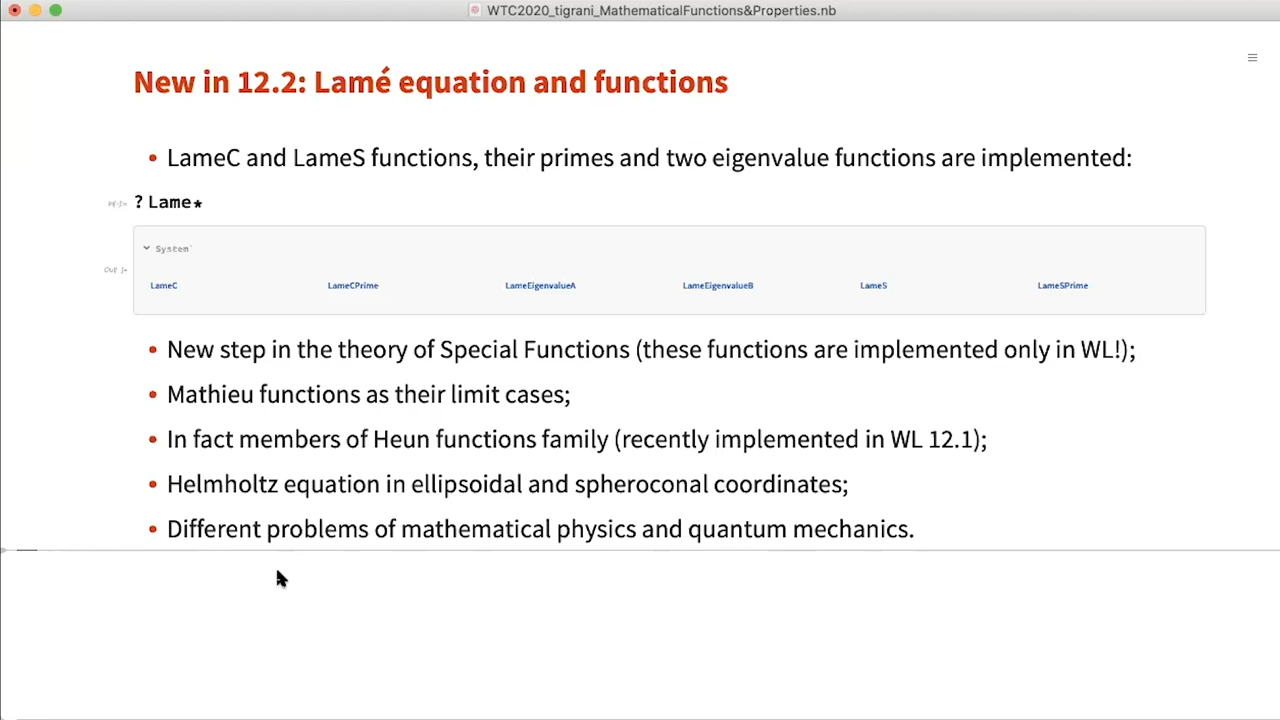 WTC2020_tigrani_MathematicalFunctions&Properties.nb
New in 12.2: Lamé equation and functions
• LameC and LameS functions, their primes and two eigenvalue functions are implemented:
? Lame*
System`
LameC LameCPrime LameEigenvalueA LameEigenvalueB LameS LameSPrime
• New step in the theory of Special Functions (these functions are implemented only in WL!);
• Mathieu functions as their limit cases;
• In fact members of Heun functions family (recently implemented in WL 12.1);
• Helmholtz equation in ellipsoidal and spheroconal coordinates;
• Different problems of mathematical physics and quantum mechanics.